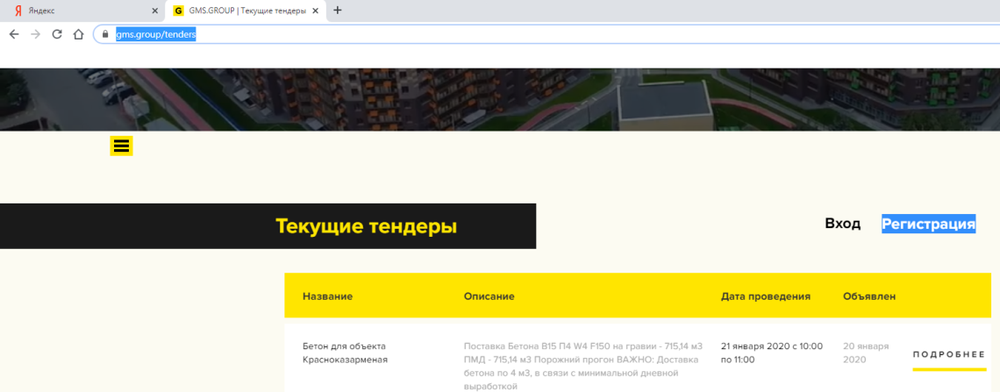 Яндекс
GMS.GROUP | Текущие тендеры
gms.group/tenders
Текущие тендеры
Вход Регистрация
Название Описание Дата проведения Объявлен
Бетон для объекта
Красноказарменая
Поставка Бетона В15 П4 W4 F150 на гравии - 715,14 м3
ПМД - 715,14 м3 Порожний прогон ВАЖНО: Доставка
бетона по 4 м3, в связи с минимальной дневной
выработкой
21 января 2020 с 10:00
по 11:00
20 января
2020
ПОДРОБНЕЕ